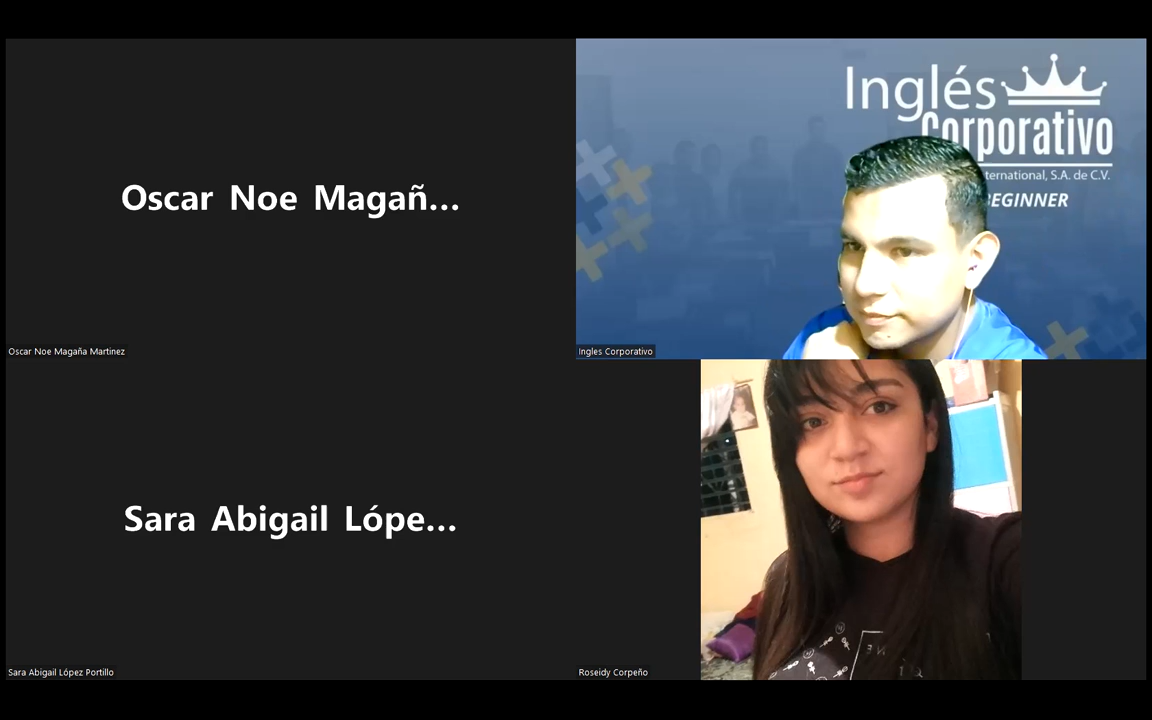 Oscar Noe Magañ...
Oscar Noe Magaña Martinez
Inglés
Corporativo
ternational, S.A. de C.V.
BEGINNER
Ingles Corporativo
Sara Abigail Lópe...
Sara Abigail López Portillo
Roseidy Corpeño